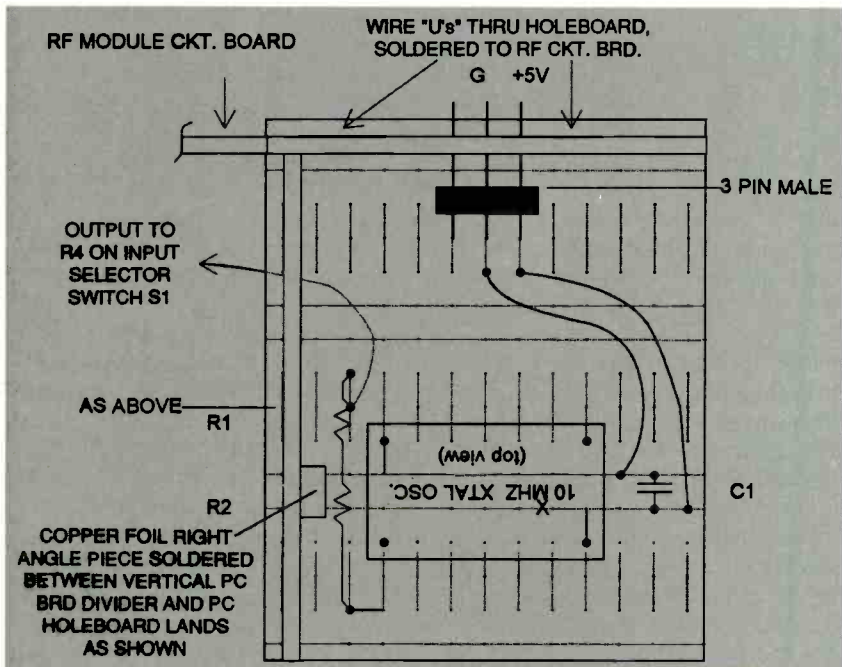 RF MODULE CKT. BOARD
WIRE "U's" THRU HOLEBOARD,
SOLDERED TO RF CKT. BRD.
G +5V
3 PIN MALE
OUTPUT TO
R4 ON INPUT
SELECTOR
SWITCH S1
AS ABOVE
R1
(top view)
10 MHZ XTAL OSC.
X
C1
R2
COPPER FOIL RIGHT
ANGLE PIECE SOLDERED
BETWEEN VERTICAL PC
BRD DIVIDER AND PC
HOLEBOARD LANDS
AS SHOWN